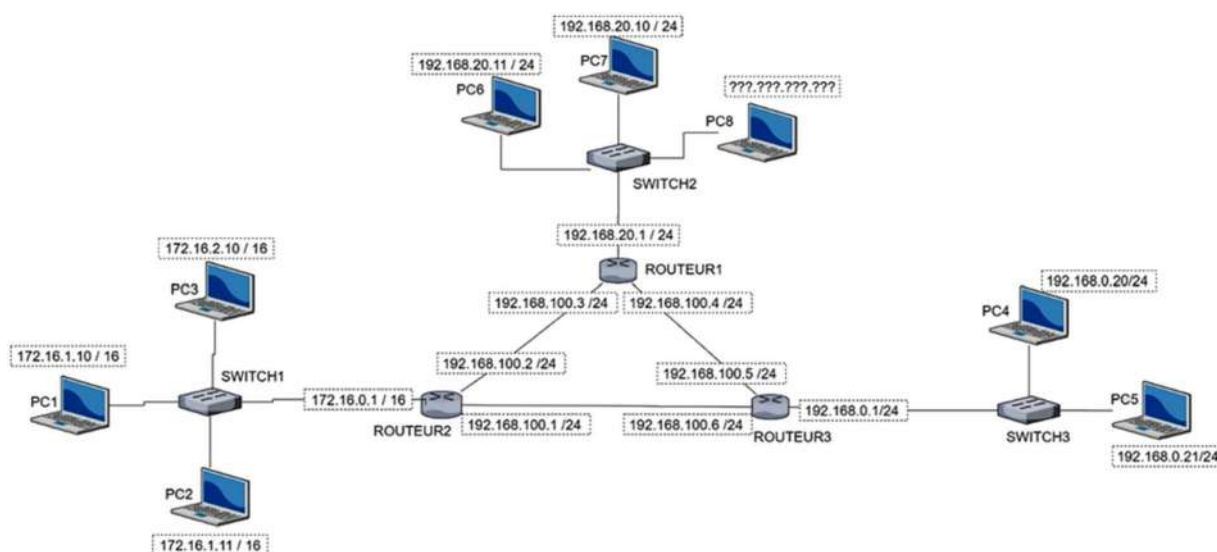 192.168.20.10 / 24
PC7
192.168.20.11 / 24
PC6
???.???.???.???
PC8
SWITCH2
192.168.20.1 / 24
ROUTEUR1
172.16.2.10 / 16
PC3
192.168.100.3 /24
192.168.100.4 /24
192.168.0.20/24
PC4
172.16.1.10 / 16
PC1
SWITCH1
192.168.100.2 /24
192.168.100.5 /24
172.16.0.1 / 16
ROUTEUR2
192.168.100.1 /24
192.168.100.6 /24
ROUTEUR3
192.168.0.1/24
SWITCH3
PC5
192.168.0.21/24
PC2
172.16.1.11 / 16